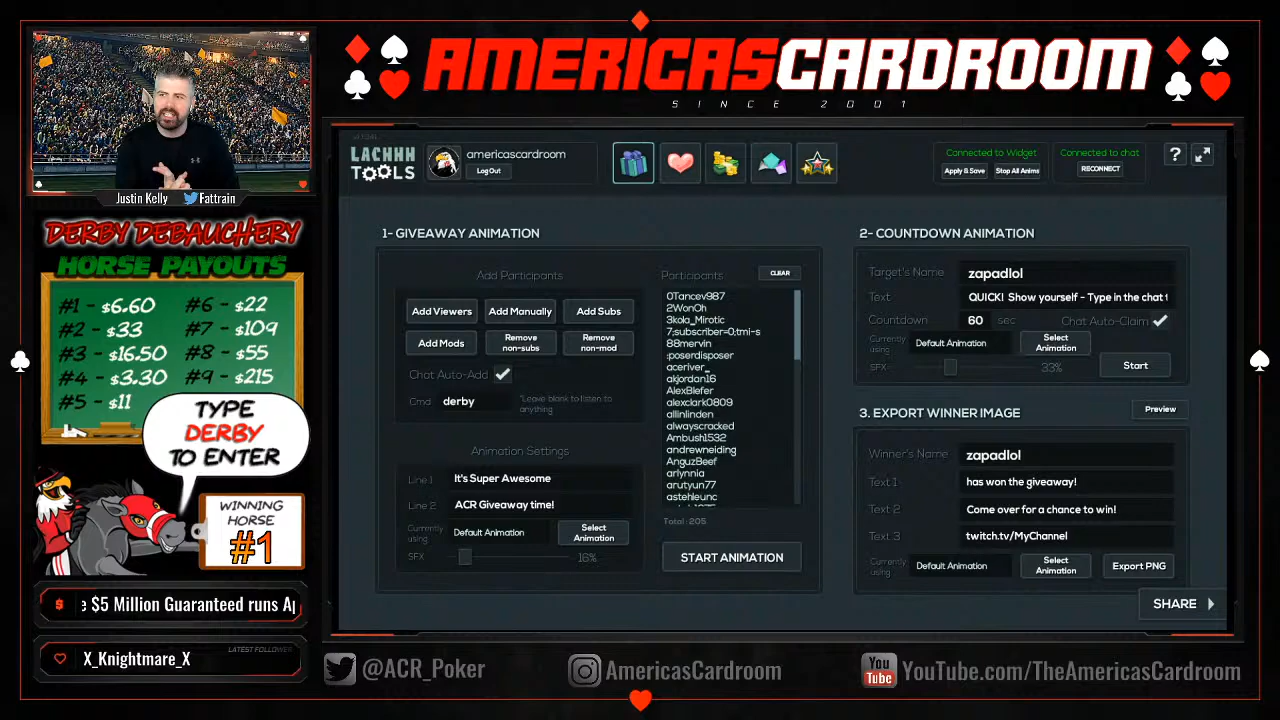 AMERICASCARDROOM
SINCE 2001
Justin Kelly
Fattrain
DERBY DEBAUCHERY
HORSE PAYOUTS
#1 - $6.60
#2 - $33
#3 - $16.50
#4 - $3.30
#5 - $11
#6 - $22
#7 - $109
#8 - $55
#9 - $215
TYPE
DERBY
TO ENTER
WINNING
HORSE
#1
e $5 Million Guaranteed runs Ap
LATEST FOLLOWER
X_Knightmare_X
LACHHH
TOOLS
americascardroom
Log Out
Connected to Widget
Apply & Save
Stop All Anims
Connected to chat
RECONNECT
?
1- GIVEAWAY ANIMATION
Add Participants
Add Viewers
Add Manually
Add Subs
Add Mods
Remove
non-subs
Remove
non-mod
Chat Auto-Add
Cmd
derby
*Leave blank to listen to
anything
Animation Settings
Line 1
It's Super Awesome
Line 2
ACR Giveaway time!
Currently
using
Default Animation
Select
Animation
SFX
16%
Participants
CLEAR
0Tancev987
2WonOh
3kola_Mirotic
7;subscriber=0;tmi-s
88mervin
:poserdisposer
aceriver_
akjordan16
AlexBlefer
alexclark0809
allinlinden
alwayscracked
Ambush1532
andrewneiding
AnguzBeef
arlynnia
arutyun77
astehleunc
Total : 205
START ANIMATION
2- COUNTDOWN ANIMATION
Target's Name
zapadlol
Text
QUICK! Show yourself - Type in the chat t
Countdown
60
sec
Chat Auto-Claim
Currently
using
Default Animation
Select
Animation
SFX
33%
Start
3. EXPORT WINNER IMAGE
Preview
Winner's Name
zapadlol
Text 1
has won the giveaway!
Text 2
Come over for a chance to win!
Text 3
twitch.tv/MyChannel
Currently
using
Default Animation
Select
Animation
Export PNG
SHARE
@ACR_Poker
AmericasCardroom
You
Tube
YouTube.com/TheAmericasCardroom